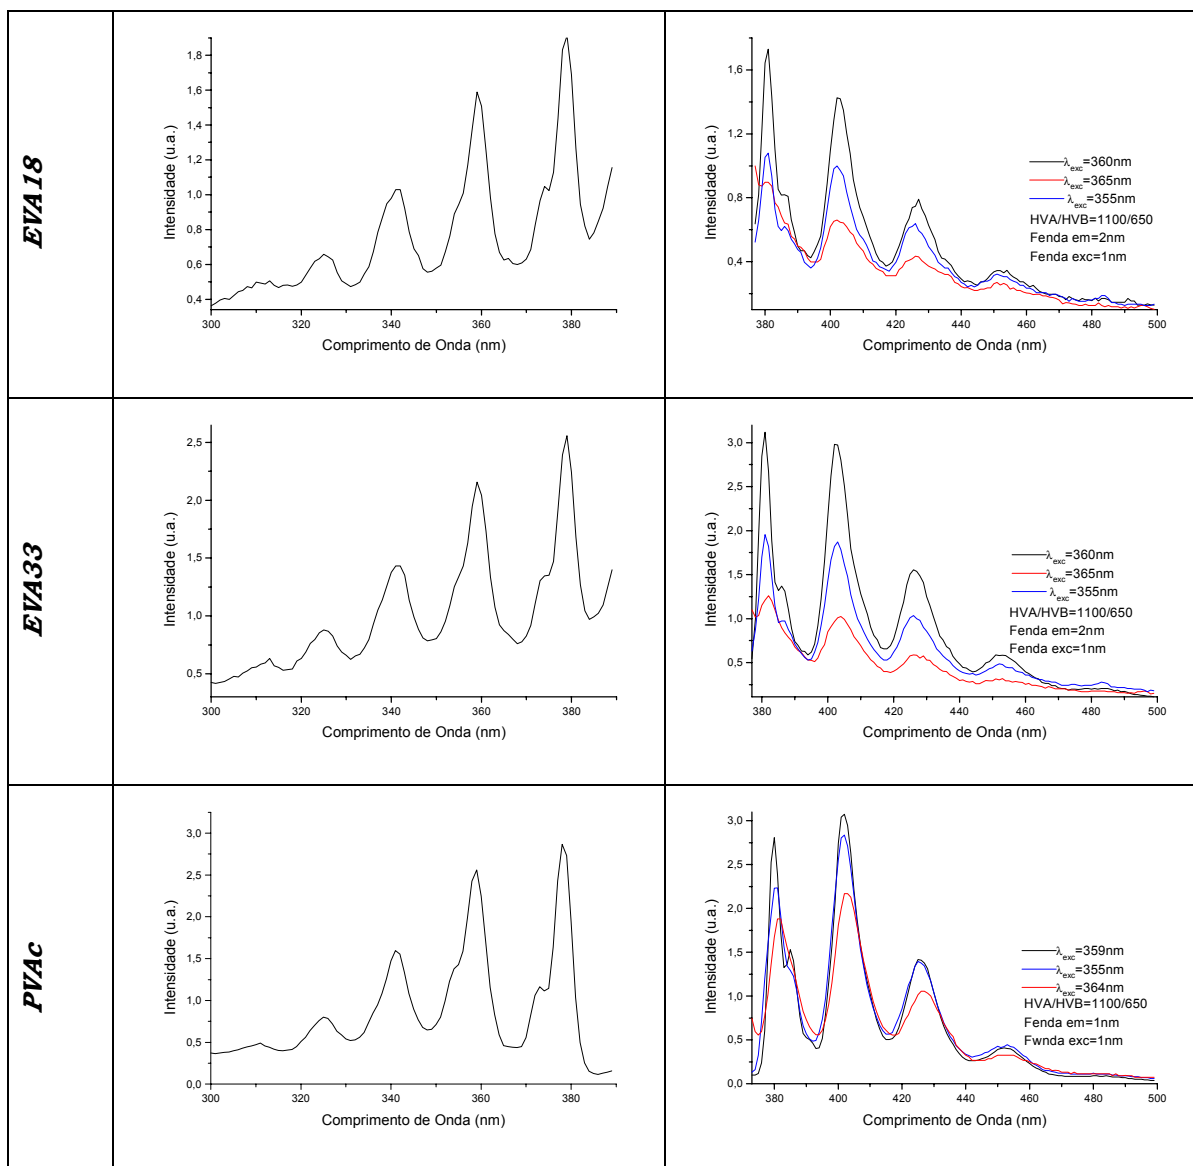 EVA18
Intensidade (u.a.)
1,8
1,6
1,4
1,2
1,0
0,8
0,6
0,4
300 320 340 360 380
Comprimento de Onda (nm)
Intensidade (u.a.)
1,6
1,2
0,8
0,4
λexc=360nm
λexc=365nm
λexc=355nm
HVA/HVB=1100/650
Fenda em=2nm
Fenda exc=1nm
380 400 420 440 460 480 500
Comprimento de Onda (nm)
EVA33
Intensidade (u.a.)
2,5
2,0
1,5
1,0
0,5
300 320 340 360 380
Comprimento de Onda (nm)
Intensidade (u.a.)
3,0
2,5
2,0
1,5
1,0
0,5
λexc=360nm
λexc=365nm
λexc=355nm
HVA/HVB=1100/650
Fenda em=2nm
Fenda exc=1nm
380 400 420 440 460 480 500
Comprimento de Onda (nm)
PVAc
Intensidade (u.a.)
3,0
2,5
2,0
1,5
1,0
0,5
0,0
300 320 340 360 380
Comprimento de Onda (nm)
Intensidade (u.a.)
3,0
2,5
2,0
1,5
1,0
0,5
0,0
λexc=359nm
λexc=355nm
λexc=364nm
HVA/HVB=1100/650
Fenda em=1nm
Fwnda exc=1nm
380 400 420 440 460 480 500
Comprimento de Onda (nm)